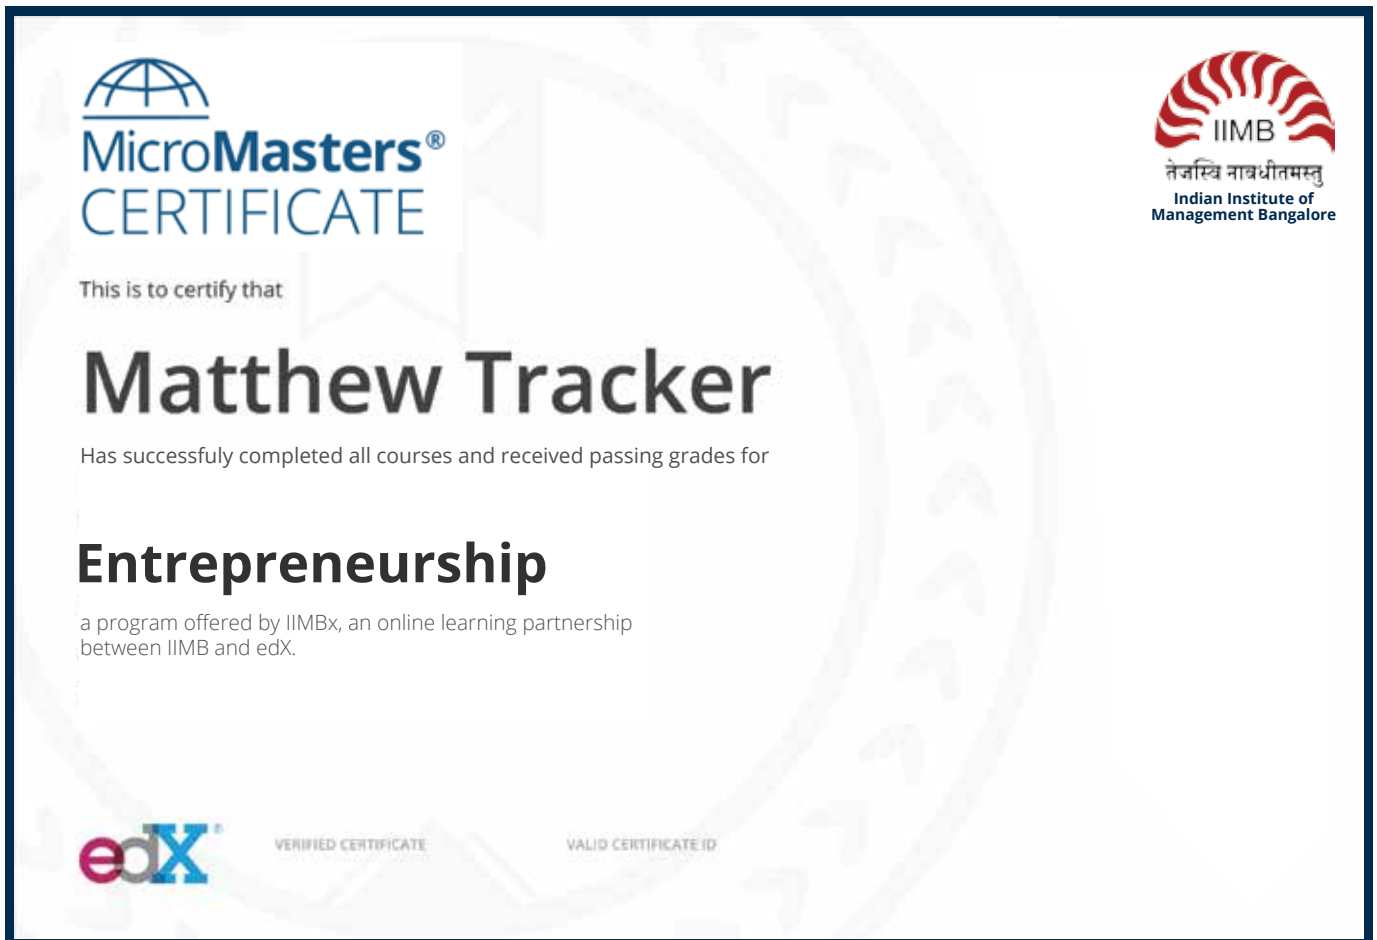 MicroMasters®
CERTIFICATE
IIMB
तेजस्वि नावधीतमस्तु
Indian Institute of
Management Bangalore
This is to certify that
Matthew Tracker
Has successfuly completed all courses and received passing grades for
Entrepreneurship
a program offered by IIMBx, an online learning partnership
between IIMB and edX.
edX®
VERIFIED CERTIFICATE
VALID CERTIFICATE ID